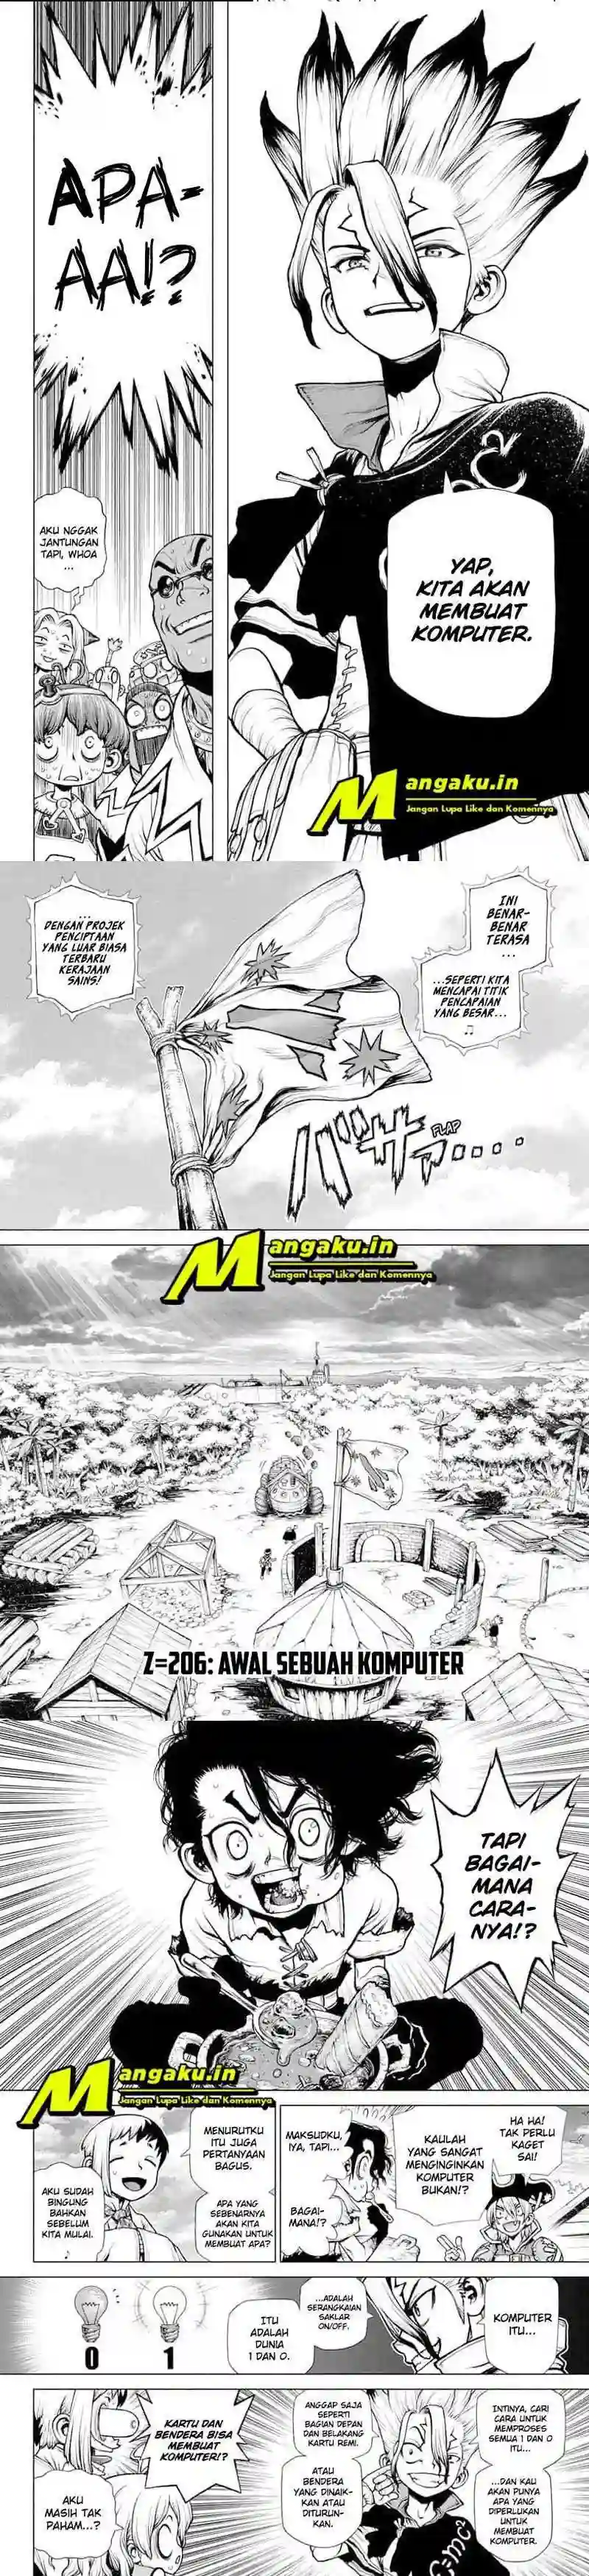 YAP,
KITA AKAN
MEMBUAT
KOMPUTER.
APA-
AA!?
AKU NGGAK
JANTUNGAN
TAPI, WHOA
...
Mangaku.in
Jangan Lupa Like dan Komennya
INI
BENAR-
BENAR
TERASA
...
...SEPERTI KITA
MENCAPAI TITIK
PENCAPAIAN
YANG BESAR...
♫
...
DENGAN PROJEK
PENCIPTAAN
YANG LUAR BIASA
TERBARU
KERAJAAN
SAINS!
バサァ....
FLAP
Mangaku.in
Jangan Lupa Like dan Komennya
Z=206: AWAL SEBUAH KOMPUTER
TAPI
BAGAI-
MANA
CARA-
NYA!?
Mangaku.in
Jangan Lupa Like dan Komennya
HA HA!
TAK PERLU
KAGET
SAI!
KAULAH
YANG SANGAT
MENGINGINKAN
KOMPUTER
BUKAN!?
MAKSUDKU,
IYA, TAPI...
BAGAI-
MANA!?
MENURUTKU
ITU JUGA
PERTANYAAN
BAGUS.
APA YANG
SEBENARNYA
AKAN KITA
GUNAKAN UNTUK
MEMBUAT APA?
AKU SUDAH
BINGUNG
BAHKAN
SEBELUM
KITA MULAI.
♫
KOMPUTER
ITU...
...ADALAH
SERANGKAIAN
SAKLAR
ON/OFF.
ITU
ADALAH
DUNIA
1 DAN 0.
0 1
INTINYA, CARI
CARA UNTUK
MEMPROSES
SEMUA 1 DAN 0
ITU...
...DAN KAU
AKAN PUNYA
APA YANG
DIPERLUKAN
UNTUK
MEMBUAT
KOMPUTER.
ANGGAP SAJA
SEPERTI
BAGIAN DEPAN
DAN BELAKANG
KARTU REMI.
ATAU
BENDERA
YANG DINAIK-
KAN ATAU
DITURUN-
KAN.
E=mc²
KARTU DAN
BENDERA BISA
MEMBUAT
KOMPUTER!?
AKU
MASIH TAK
PAHAM...?